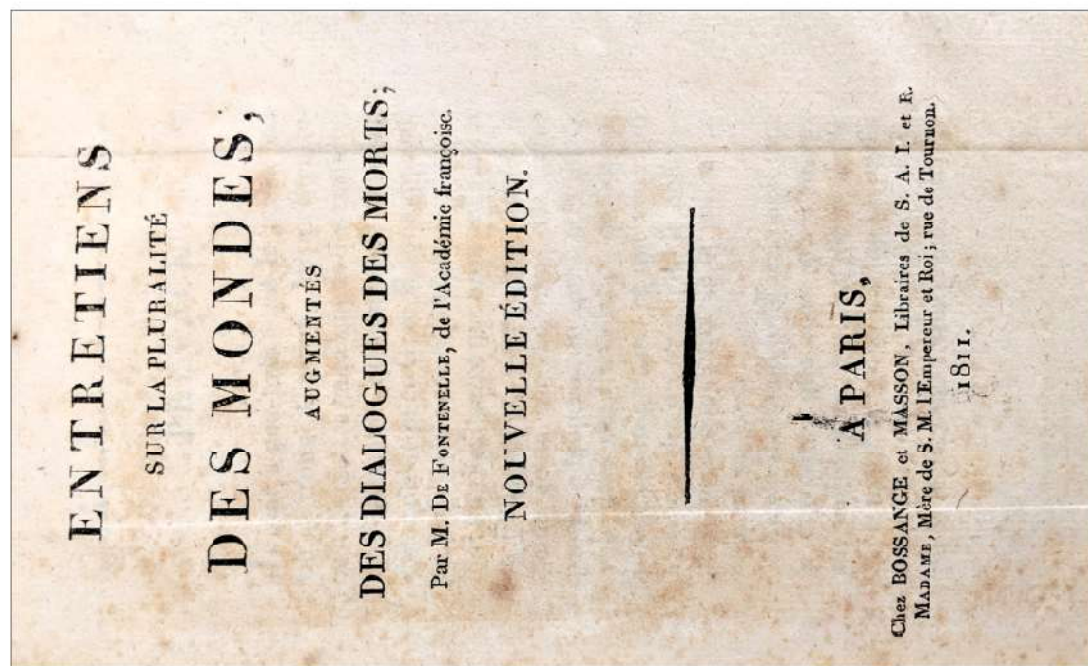 ENTRETIENS
SUR LA PLURALITÉ
DES MONDES,
AUGMENTÉS
DES DIALOGUES DES MORTS;
Par M. DE FONTENELLE, de l'Académie françoise.
NOUVELLE ÉDITION.
A PARIS,
Chez BOSSANGE et MASSON, Libraires de S. A. I. et R.
MADAME, Mère de S. M. l'Empereur et Roi; rue de Tournon.
1811.